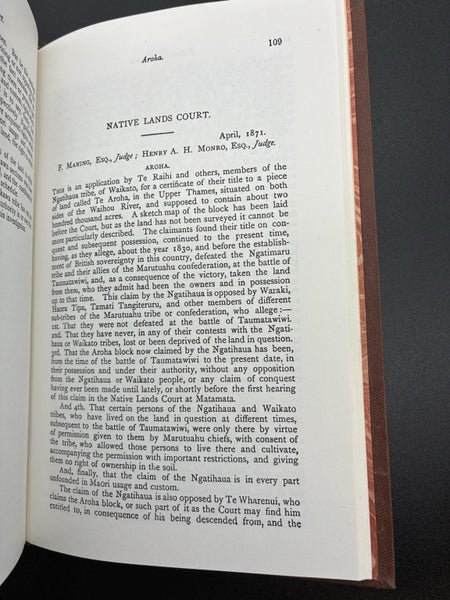 Y.
109
Aroha.
NATIVE LANDS COURT.
April, 1871.
F. MANING, ESQ., Judge; HENRY A. H. MONRO, ESQ., Judge.
AROHA.
THIS is an application by Te Raihi and others, members of the
Ngatihaua tribe, of Waikato, for a certificate of their title to a piece
of land called Te Aroha, in the Upper Thames, situated on both
sides of the Waihou River, and supposed to contain about two
hundred thousand acres. A sketch map of the block has been laid
before the Court, but as the land has not been surveyed it cannot be
more particularly described. The claimants found their title on con-
quest and subsequent possession, continued to the present time,
having, as they say, about the year 1830, and before the establish-
ment of British sovereignty in this country, defeated the Ngatimaru
tribe and their allies of the Marutuahu confederation, at the battle of
Taumatawiwi, and, as a consequence of the victory, taken the land
from them, who they admit had been the owners and in possession
up to that time. This claim by the Ngatihaua is opposed by Waraki,
Haora Tipa, Tamati Tangiteruru, and other members of different
sub-tribes of the Marutuahu tribe or confederation, who allege:—
1st. That they were not defeated at the battle of Taumatawiwi.
2nd. That they have never, in any of their contests with the Ngati-
haua or Waikato tribes, lost or been deprived of the land in question.
3rd. That the Aroha block now claimed by the Ngatihaua has been,
from the time of the battle of Taumatawiwi to the present date, in
their possession and under their authority, without any opposition
from the Ngatihaua or Waikato people, or any claim of conquest
having ever been made until lately, or shortly before the first hearing
of this claim in the Native Lands Court at Matamata.
And 4th. That certain persons of the Ngatihaua and Waikato
tribes, who have lived on the land in question at different times,
subsequent to the battle of Taumatawiwi, were only there by virtue
of permission given to them by Marutuahu chiefs, with consent of
the tribe, who allowed those persons to live there and cultivate,
accompanying the permission with important restrictions, and giving
them no right of ownership in the soil.
And, finally, that the claim of the Ngatihaua is in every part
unfounded in Maori usage and custom.
The claim of the Ngatihaua is also opposed by Te Wharenui, who
claims the Aroha block, or such part of it as the Court may find him
entitled to, in consequence of his being descended from, and the